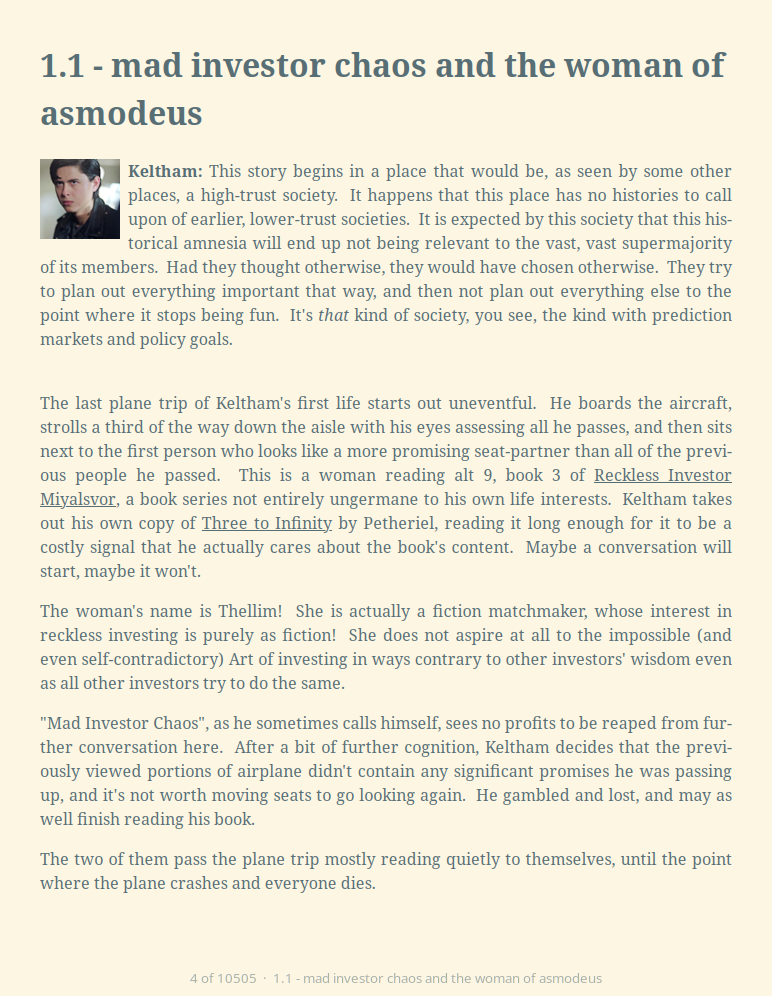 1.1 - mad investor chaos and the woman of
asmodeus
Keltham: This story begins in a place that would be, as seen by some other
places, a high-trust society.  It happens that this place has no histories to call
upon of earlier, lower-trust societies.  It is expected by this society that this his-
torical amnesia will end up not being relevant to the vast, vast supermajority
of its members.  Had they thought otherwise, they would have chosen otherwise.  They try
to plan out everything important that way, and then not plan out everything else to the
point where it stops being fun.  It's that kind of society, you see, the kind with prediction
markets and policy goals.
The last plane trip of Keltham's first life starts out uneventful.  He boards the aircraft,
strolls a third of the way down the aisle with his eyes assessing all he passes, and then sits
next to the first person who looks like a more promising seat-partner than all of the previ-
ous people he passed.  This is a woman reading alt 9, book 3 of Reckless Investor
Miyalsvor, a book series not entirely ungermane to his own life interests.  Keltham takes
out his own copy of Three to Infinity by Petheriel, reading it long enough for it to be a
costly signal that he actually cares about the book's content.  Maybe a conversation will
start, maybe it won't.
The woman's name is Thellim!  She is actually a fiction matchmaker, whose interest in
reckless investing is purely as fiction!  She does not aspire at all to the impossible (and
even self-contradictory) Art of investing in ways contrary to other investors' wisdom even
as all other investors try to do the same.
"Mad Investor Chaos", as he sometimes calls himself, sees no profits to be reaped from fur-
ther conversation here.  After a bit of further cognition, Keltham decides that the previ-
ously viewed portions of airplane didn't contain any significant promises he was passing
up, and it's not worth moving seats to go looking again.  He gambled and lost, and may as
well finish reading his book.
The two of them pass the plane trip mostly reading quietly to themselves, until the point
where the plane crashes and everyone dies.
4 of 10505 · 1.1 - mad investor chaos and the woman of asmodeus